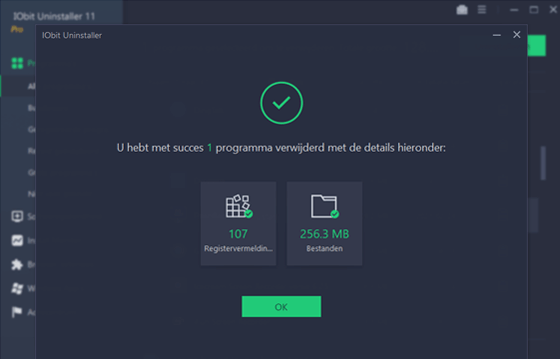 IObit Uninstaller 11
Pro
IObit Uninstaller
U hebt met succes 1 programma verwijderd met de details hieronder:
107
Registervermeldin...
256.3 MB
Bestanden
OK